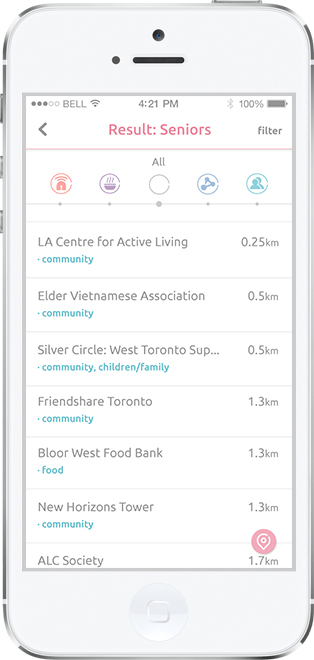 BELL 4:21 PM 100%
Result: Seniors filter
All
LA Centre for Active Living 0.25km
· community
Elder Vietnamese Association 0.5km
· community
Silver Circle: West Toronto Sup... 0.5km
· community, children/family
Friendshare Toronto 1.3km
· community
Bloor West Food Bank 1.3km
· food
New Horizons Tower 1.3km
· community
ALC Society 1.7km